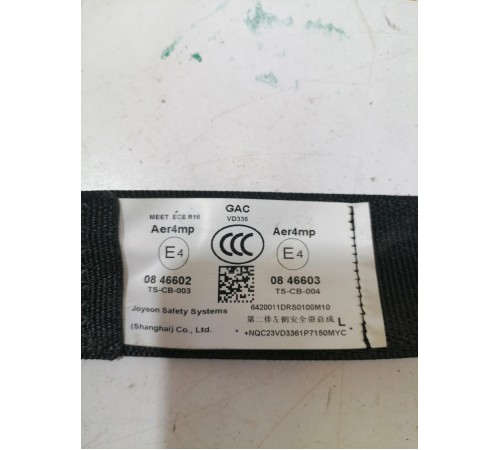 GAC
MEET ECE R16
VD336
Aer4mp
CCC
Aer4mp
E4
E4
08 46602
08 46603
TS-CB-003
TS-CB-004
Joyson Safety Systems
(Shanghai) Co., Ltd.
6420011DRS0100M10
第二排左侧安全带总成 L
*+NQC23VD3361P7150MYC*